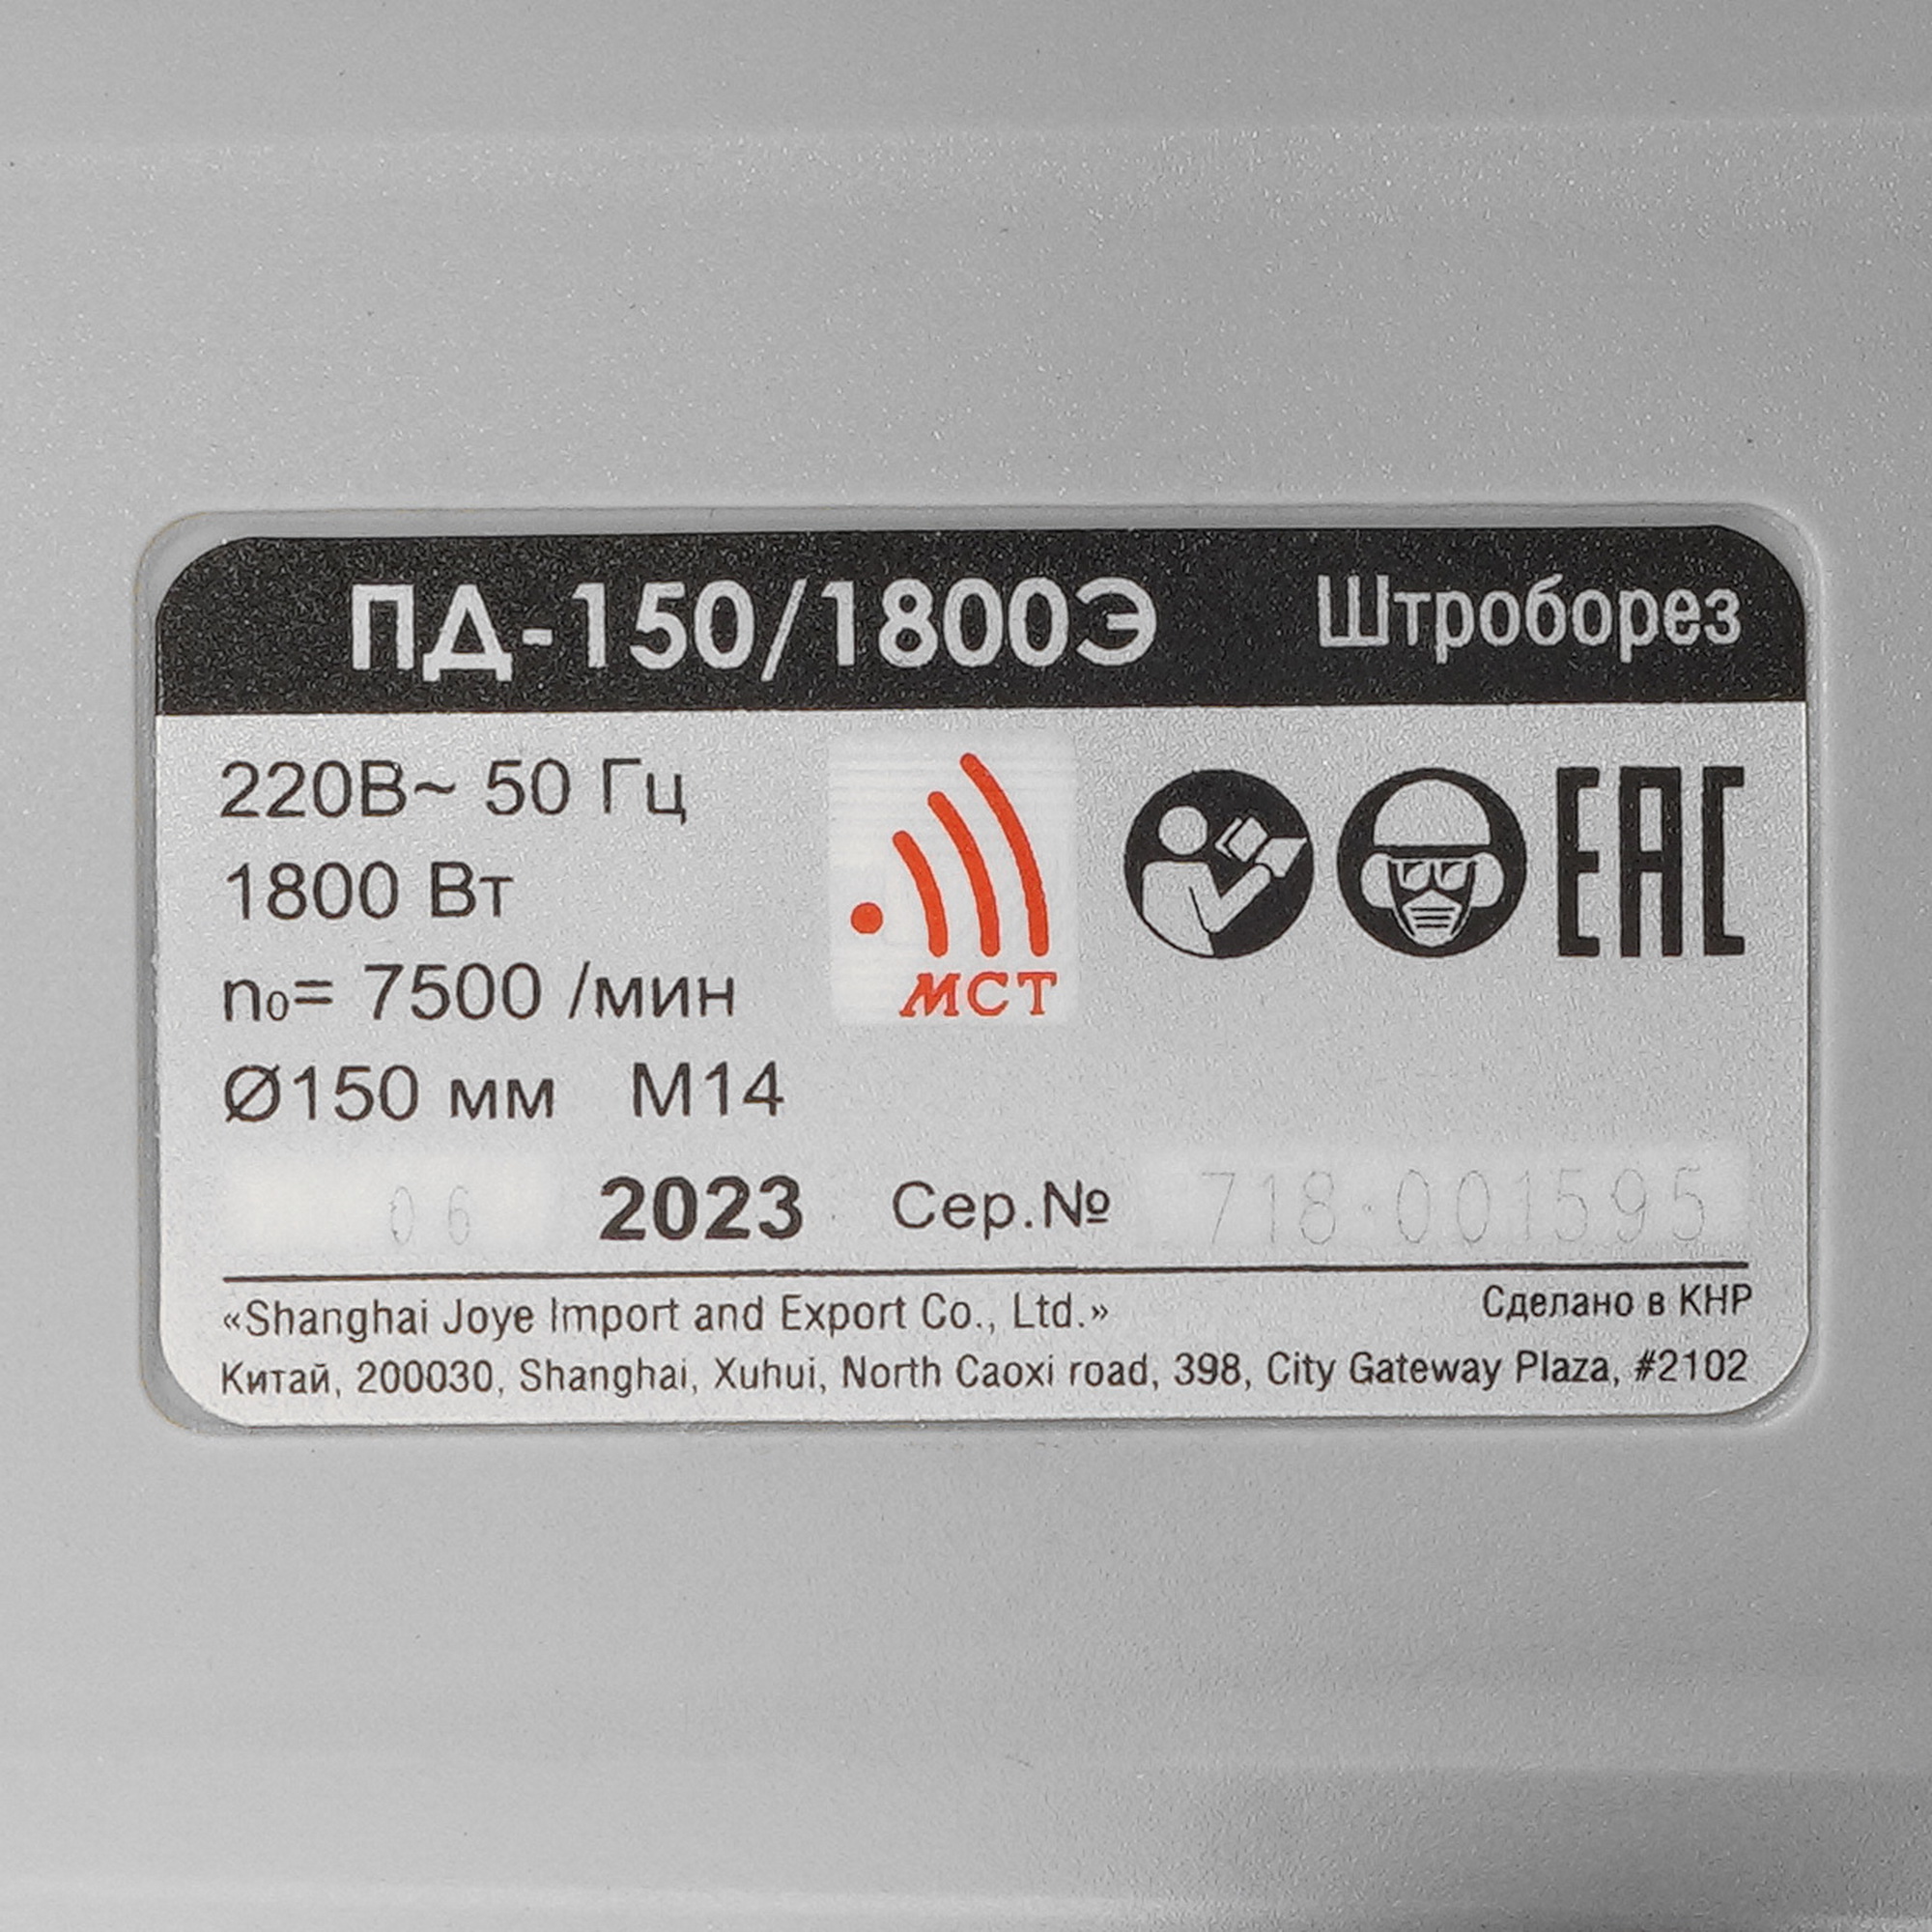 ПД-150/1800Э Штроборез
220В~ 50 Гц
1800 Вт
n₀= 7500 /мин
Ø150 мм М14
МСТ
ЕАС
06 2023 Сер.№ 718·001595
«Shanghai Joye Import and Export Co., Ltd.» Сделано в КНР
Китай, 200030, Shanghai, Xuhui, North Caoxi road, 398, City Gateway Plaza, #2102